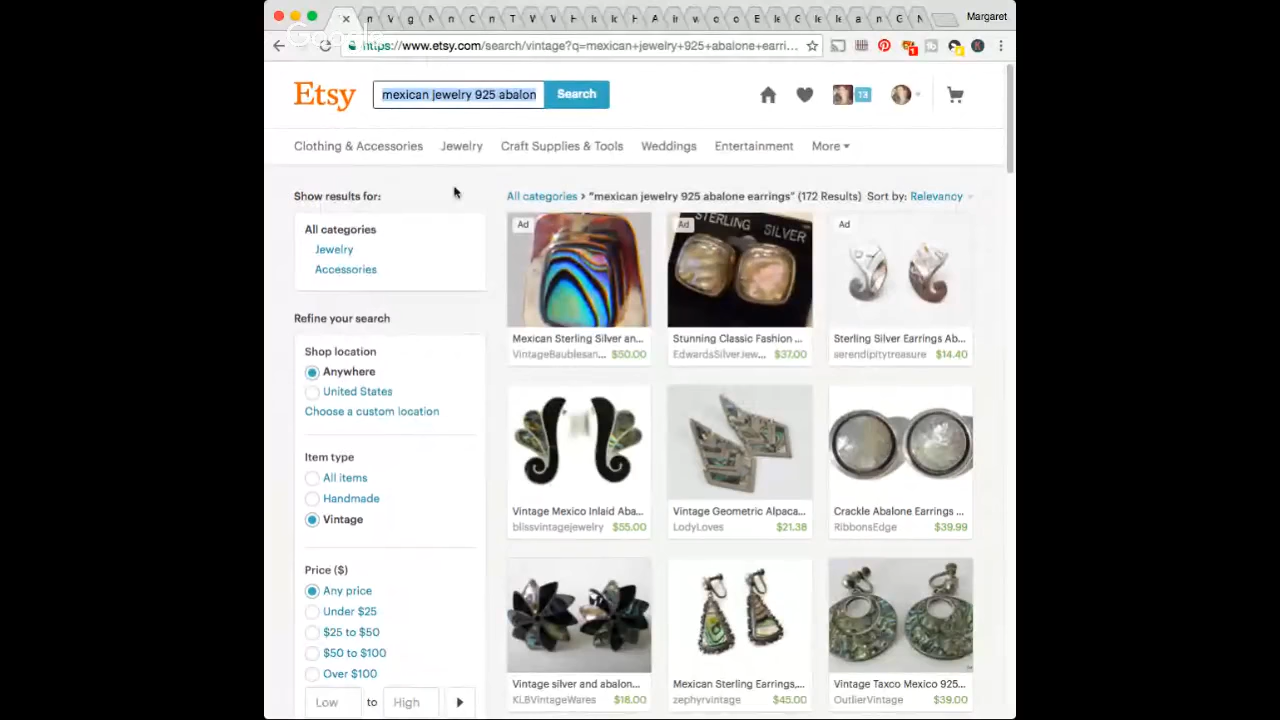 Margaret
Google
https://www.etsy.com/search/vintage?q=mexican+jewelry+925+abalone+earri...
1
Etsy
mexican jewelry 925 abalon
Search
13
Clothing & Accessories
Jewelry
Craft Supplies & Tools
Weddings
Entertainment
More
Show results for:
All categories > "mexican jewelry 925 abalone earrings" (172 Results) Sort by: Relevancy
All categories
Jewelry
Accessories
Ad
STERLING SILVER
Ad
Ad
Mexican Sterling Silver an...
VintageBaublesan... $50.00
Stunning Classic Fashion ...
EdwardsSilverJew... $37.00
Sterling Silver Earrings Ab...
serendipitytreasure $14.40
Refine your search
Shop location
Anywhere
United States
Choose a custom location
Item type
All items
Handmade
Vintage
Vintage Mexico Inlaid Aba...
blissvintagejewelry $55.00
Vintage Geometric Alpaca...
LodyLoves $21.38
Crackle Abalone Earrings ...
RibbonsEdge $39.99
Price ($)
Any price
Under $25
$25 to $50
$50 to $100
Over $100
Low to High
Vintage silver and abalon...
KiLBVintageWares $18.00
Mexican Sterling Earrings,...
zephyrvintage $45.00
Vintage Taxco Mexico 925...
OutlierVintage $39.00